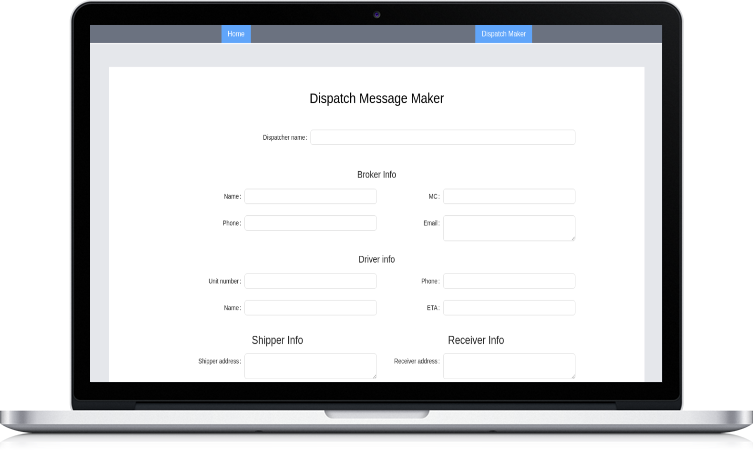 Home Dispatch Maker
Dispatch Message Maker
Dispatcher name:
Broker Info
Name: MC:
Phone: Email:
Driver info
Unit number: Phone:
Name: ETA:
Shipper Info Receiver Info
Shipper address: Receiver address: